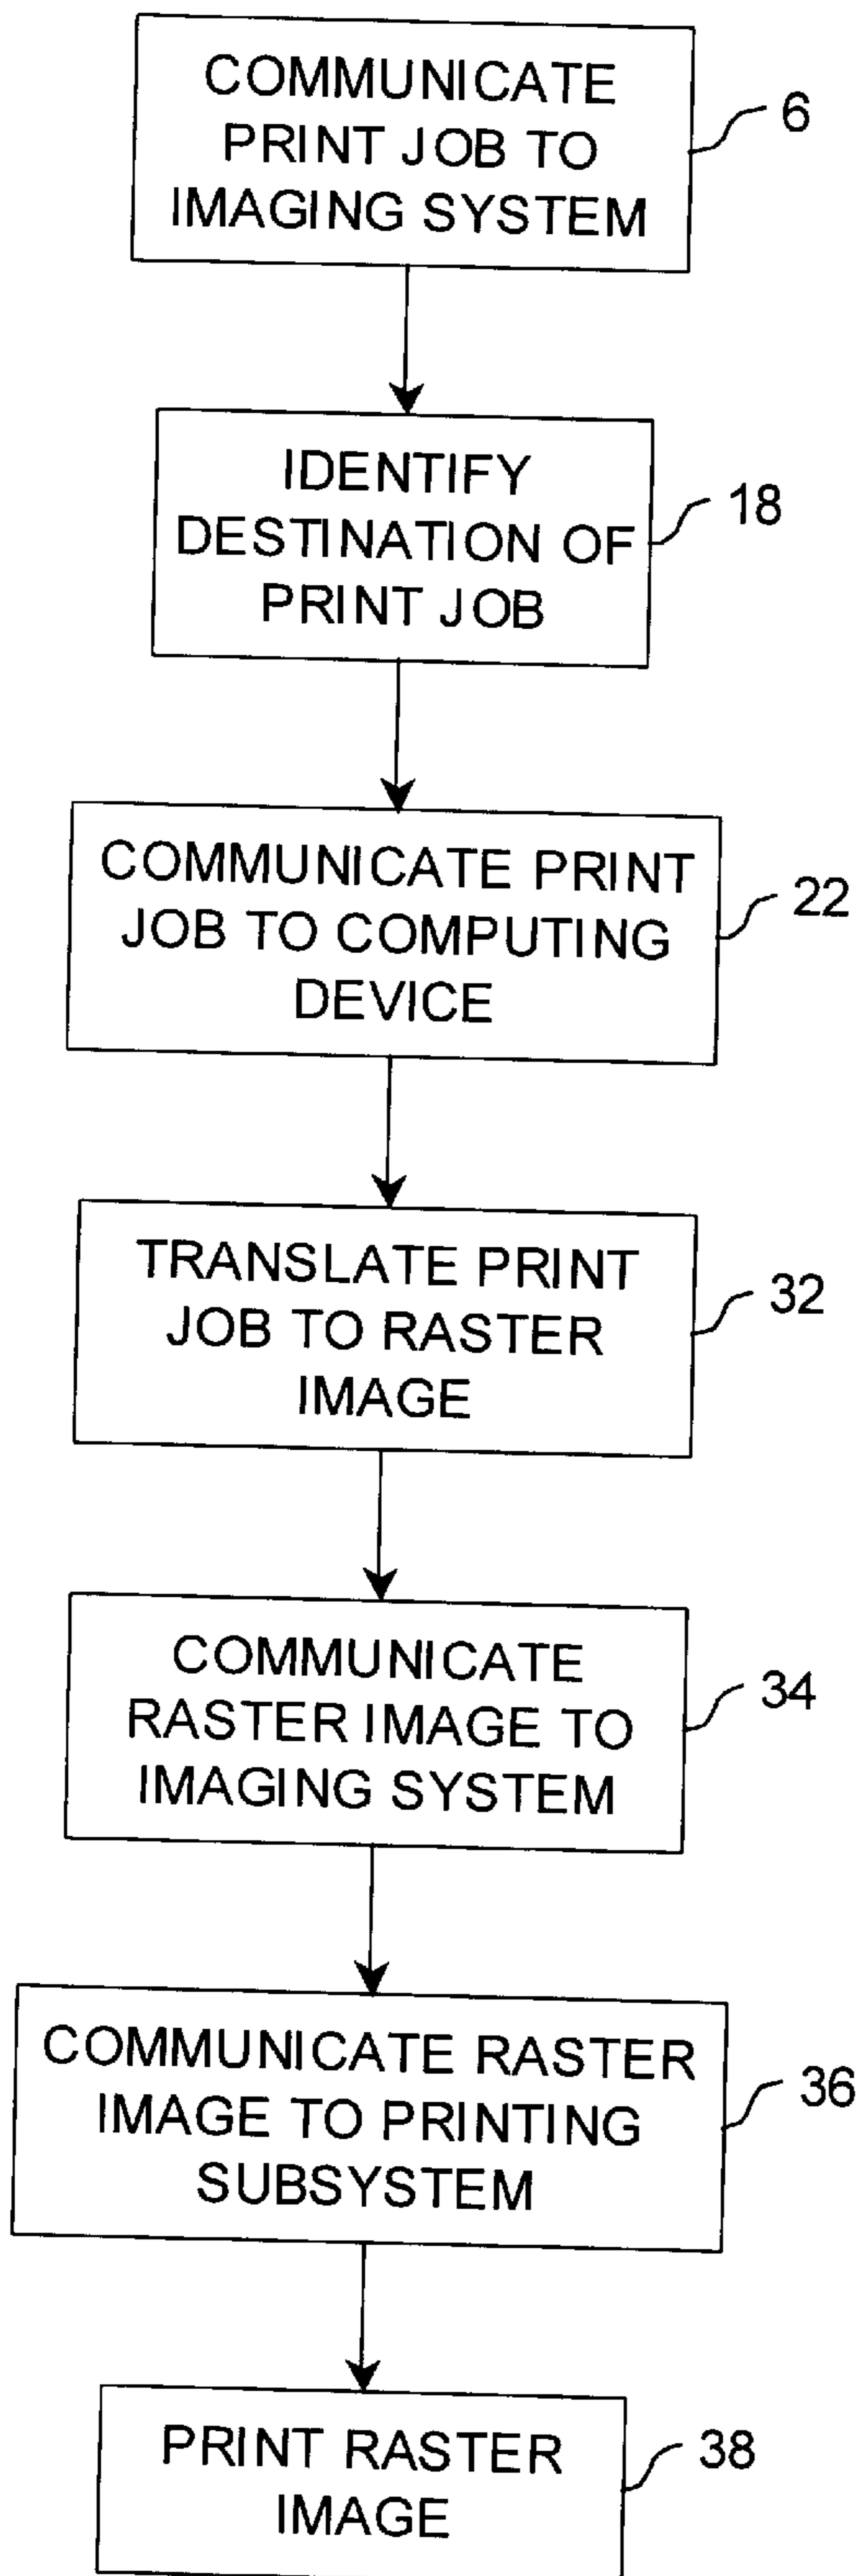 COMMUNICATE
PRINT JOB TO
IMAGING SYSTEM
6
IDENTIFY
DESTINATION OF
PRINT JOB
18
COMMUNICATE PRINT
JOB TO COMPUTING
DEVICE
22
TRANSLATE PRINT
JOB TO RASTER
IMAGE
32
COMMUNICATE
RASTER IMAGE TO
IMAGING SYSTEM
34
COMMUNICATE RASTER
IMAGE TO PRINTING
SUBSYSTEM
36
PRINT RASTER
IMAGE
38